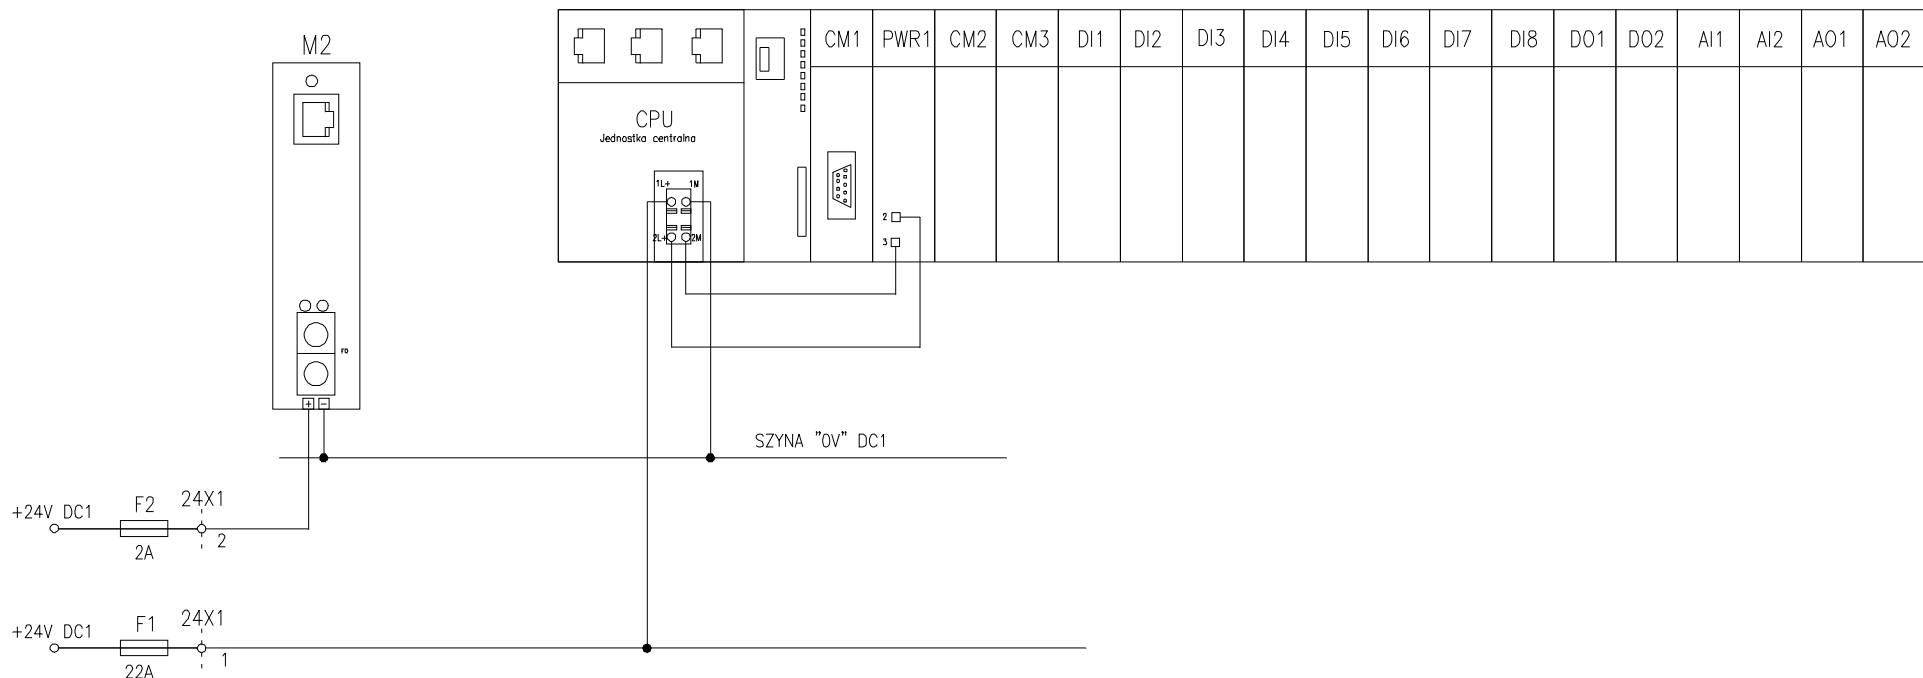 M2
CM1 PWR1 CM2 CM3 DI1 DI2 DI3 DI4 DI5 DI6 DI7 DI8 DO1 DO2 AI1 AI2 AO1 AO2
CPU
Jednostka centralna
1L+ 1M
2L+ 2M
2
3
FO
+ -
SZYNA "0V" DC1
+24V DC1 F2 24X1
2A 2
+24V DC1 F1 24X1
22A 1